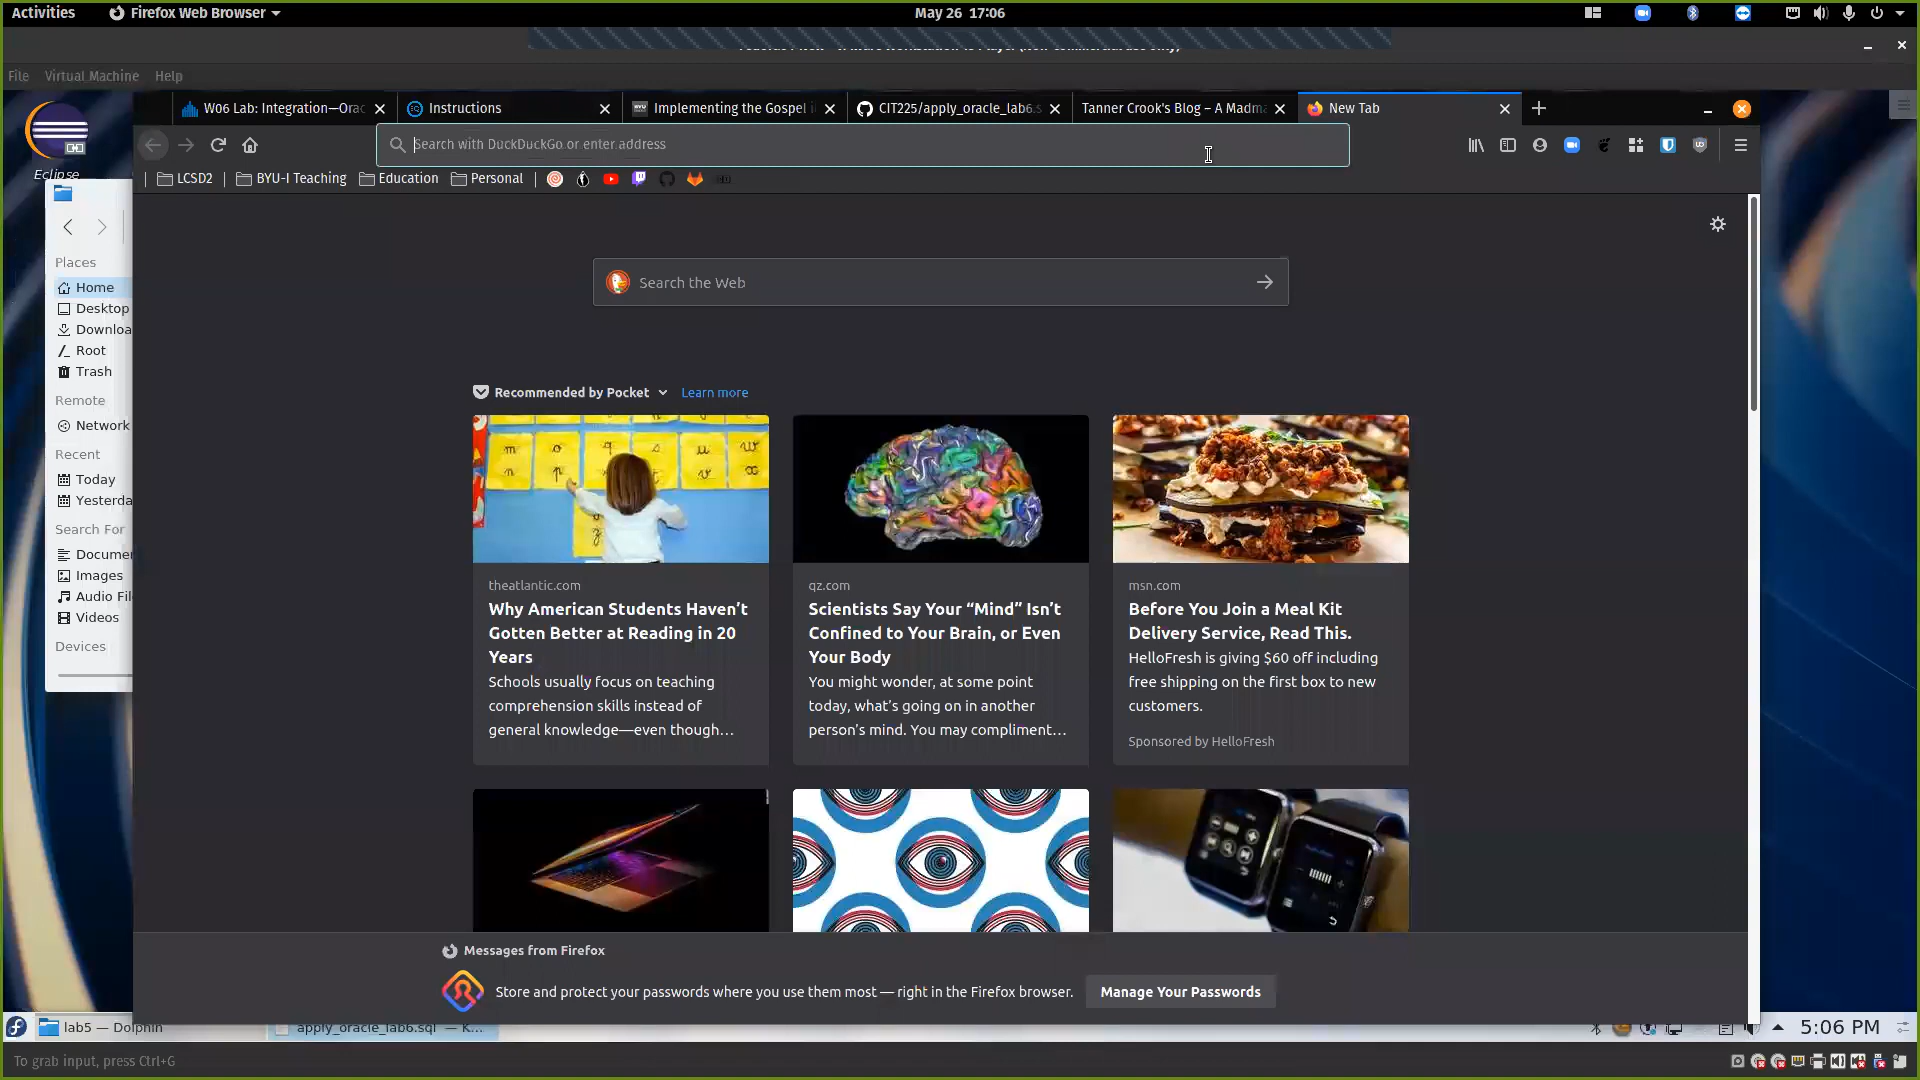 Activities
Firefox Web Browser
May 26 17:06
File Virtual Machine Help
W06 Lab: Integration—Orac
Instructions
Implementing the Gospel i
CIT225/apply_oracle_lab6.s
Tanner Crook's Blog – A Madma
New Tab
Search with DuckDuckGo or enter address
LCSD2
BYU-I Teaching
Education
Personal
Eclipse
Places
Home
Desktop
Downloa
Root
Trash
Remote
Network
Recent
Today
Yesterda
Search For
Documen
Images
Audio Fil
Videos
Devices
Search the Web
Recommended by Pocket
Learn more
theatlantic.com
Why American Students Haven't
Gotten Better at Reading in 20
Years
Schools usually focus on teaching
comprehension skills instead of
general knowledge—even though…
qz.com
Scientists Say Your “Mind” Isn't
Confined to Your Brain, or Even
Your Body
You might wonder, at some point
today, what's going on in another
person's mind. You may compliment…
msn.com
Before You Join a Meal Kit
Delivery Service, Read This.
HelloFresh is giving $60 off including
free shipping on the first box to new
customers.
Sponsored by HelloFresh
Messages from Firefox
Store and protect your passwords where you use them most — right in the Firefox browser.
Manage Your Passwords
lab5 — Dolphin
apply_oracle_lab6.sql — K...
5:06 PM
To grab input, press Ctrl+G